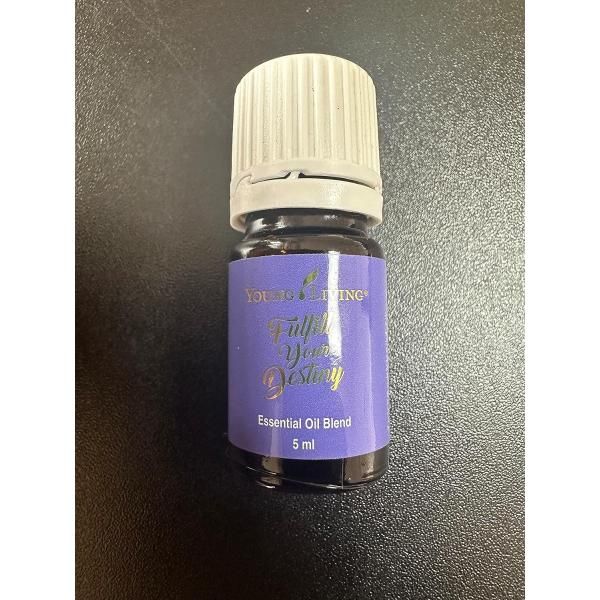 YOUNG LIVING®
Fulfill
Your
Destiny
Essential Oil Blend
5 ml